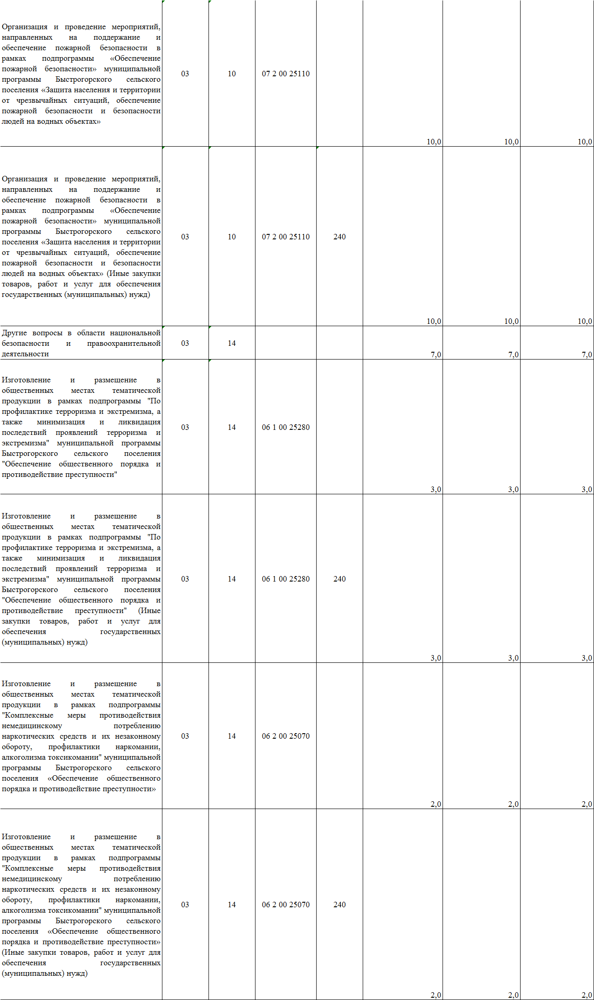 Организация и проведение мероприятий,
направленных на поддержание и
обеспечение пожарной безопасности в
рамках подпрограммы «Обеспечение
пожарной безопасности» муниципальной
программы Быстрогорского сельского
поселения «Защита населения и территории
от чрезвычайных ситуаций, обеспечение
пожарной безопасности и безопасности
людей на водных объектах»
03 10 07 2 00 25110
10,0 10,0 10,0
Организация и проведение мероприятий,
направленных на поддержание и
обеспечение пожарной безопасности в
рамках подпрограммы «Обеспечение
пожарной безопасности» муниципальной
программы Быстрогорского сельского
поселения «Защита населения и территории
от чрезвычайных ситуаций, обеспечение
пожарной безопасности и безопасности
людей на водных объектах» (Иные закупки
товаров, работ и услуг для обеспечения
государственных (муниципальных) нужд)
03 10 07 2 00 25110 240
10,0 10,0 10,0
Другие вопросы в области национальной
безопасности и правоохранительной
деятельности
03 14
7,0 7,0 7,0
Изготовление и размещение в
общественных местах тематической
продукции в рамках подпрограммы "По
профилактике терроризма и экстремизма, а
также минимизация и ликвидация
последствий проявлений терроризма и
экстремизма" муниципальной программы
Быстрогорского сельского поселения
"Обеспечение общественного порядка и
противодействие преступности"
03 14 06 1 00 25280
3,0 3,0 3,0
Изготовление и размещение в
общественных местах тематической
продукции в рамках подпрограммы "По
профилактике терроризма и экстремизма, а
также минимизация и ликвидация
последствий проявлений терроризма и
экстремизма" муниципальной программы
Быстрогорского сельского поселения
"Обеспечение общественного порядка и
противодействие преступности" (Иные
закупки товаров, работ и услуг для
обеспечения государственных
(муниципальных) нужд)
03 14 06 1 00 25280 240
3,0 3,0 3,0
Изготовление и размещение в
общественных местах тематической
продукции в рамках подпрограммы
"Комплексные меры противодействия
немедицинскому потреблению
наркотических средств и их незаконному
обороту, профилактики наркомании,
алкоголизма токсикомании" муниципальной
программы Быстрогорского сельского
поселения «Обеспечение общественного
порядка и противодействие преступности»
03 14 06 2 00 25070
2,0 2,0 2,0
Изготовление и размещение в
общественных местах тематической
продукции в рамках подпрограммы
"Комплексные меры противодействия
немедицинскому потреблению
наркотических средств и их незаконному
обороту, профилактики наркомании,
алкоголизма токсикомании" муниципальной
программы Быстрогорского сельского
поселения «Обеспечение общественного
порядка и противодействие преступности»
(Иные закупки товаров, работ и услуг для
обеспечения государственных
(муниципальных) нужд)
03 14 06 2 00 25070 240
2,0 2,0 2,0